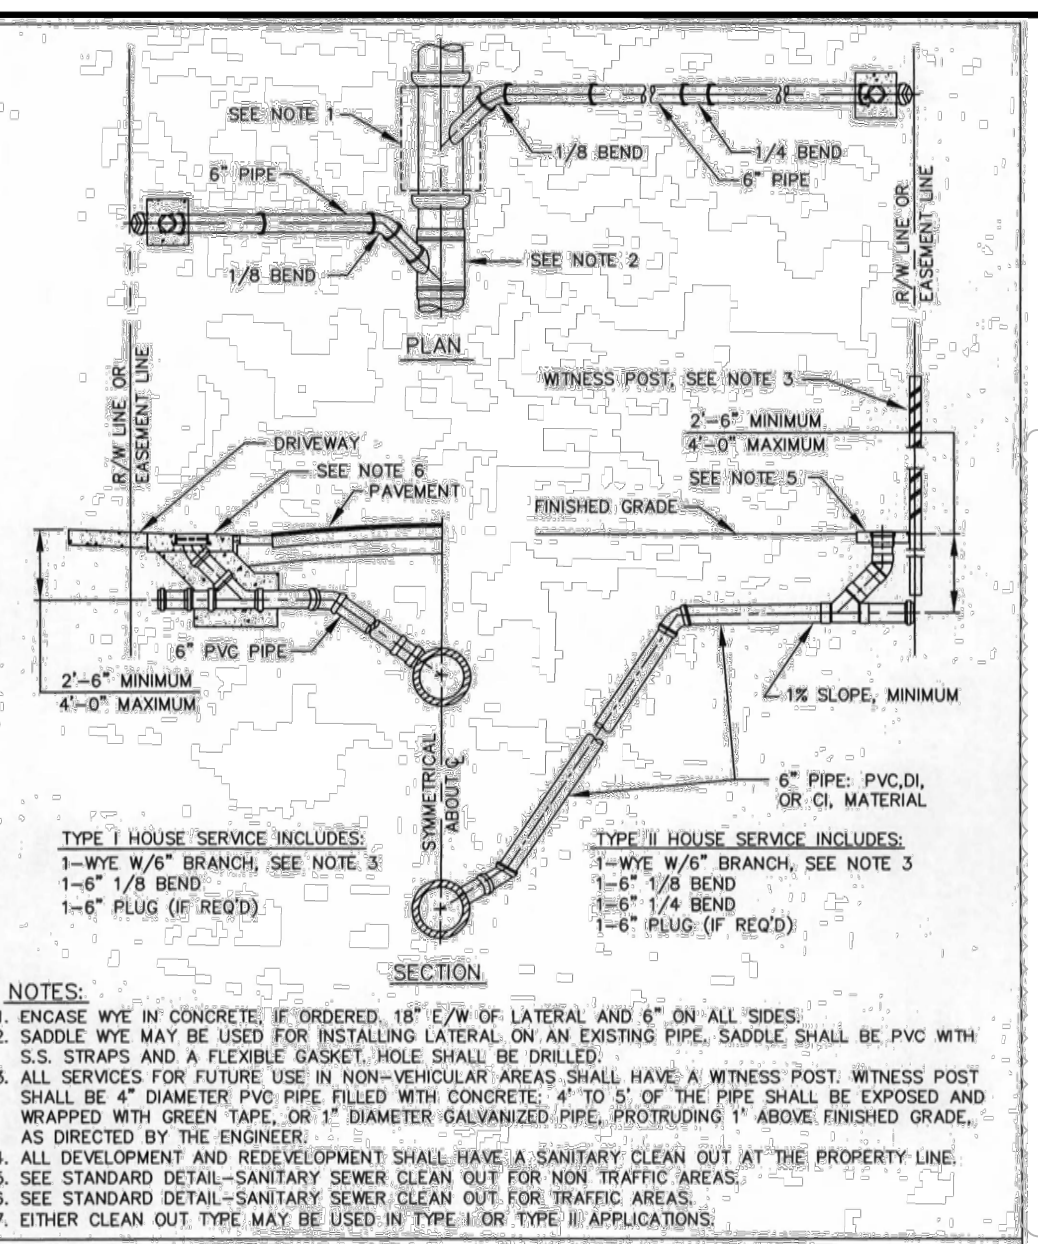 SEE NOTE 1
1/8 BEND
1/4 BEND
6" PIPE
6" PIPE
1/8 BEND
SEE NOTE 2
R/W LINE OR
EASEMENT LINE
PLAN
R/W LINE OR
EASEMENT LINE
WITNESS POST, SEE NOTE 3
2'-6" MINIMUM
4'-0" MAXIMUM
DRIVEWAY
SEE NOTE 6
PAVEMENT
SEE NOTE 5
FINISHED GRADE
6" PVC PIPE
2'-6" MINIMUM
4'-0" MAXIMUM
1% SLOPE, MINIMUM
SYMMETRICAL
ABOUT ℄
6" PIPE: PVC,DI,
OR CI, MATERIAL
TYPE I HOUSE SERVICE INCLUDES:
1-WYE W/6" BRANCH, SEE NOTE 3
1-6" 1/8 BEND
1-6" PLUG (IF REQ'D)
TYPE II HOUSE SERVICE INCLUDES:
1-WYE W/6" BRANCH, SEE NOTE 3
1-6" 1/8 BEND
1-6" 1/4 BEND
1-6" PLUG (IF REQ'D)
SECTION
NOTES:
1. ENCASE WYE IN CONCRETE, IF ORDERED, 18" E/W OF LATERAL AND 6" ON ALL SIDES.
2. SADDLE WYE MAY BE USED FOR INSTALLING LATERAL ON AN EXISTING PIPE. SADDLE SHALL BE PVC WITH
S.S. STRAPS AND A FLEXIBLE GASKET. HOLE SHALL BE DRILLED.
3. ALL SERVICES FOR FUTURE USE IN NON-VEHICULAR AREAS SHALL HAVE A WITNESS POST. WITNESS POST
SHALL BE 4" DIAMETER PVC PIPE FILLED WITH CONCRETE; 4' TO 5' OF THE PIPE SHALL BE EXPOSED AND
WRAPPED WITH GREEN TAPE, OR 1" DIAMETER GALVANIZED PIPE, PROTRUDING 1' ABOVE FINISHED GRADE,
AS DIRECTED BY THE ENGINEER.
4. ALL DEVELOPMENT AND REDEVELOPMENT SHALL HAVE A SANITARY CLEAN OUT AT THE PROPERTY LINE.
5. SEE STANDARD DETAIL-SANITARY SEWER CLEAN OUT FOR NON TRAFFIC AREAS.
6. SEE STANDARD DETAIL-SANITARY SEWER CLEAN OUT FOR TRAFFIC AREAS.
7. EITHER CLEAN OUT TYPE MAY BE USED IN TYPE I OR TYPE II APPLICATIONS.